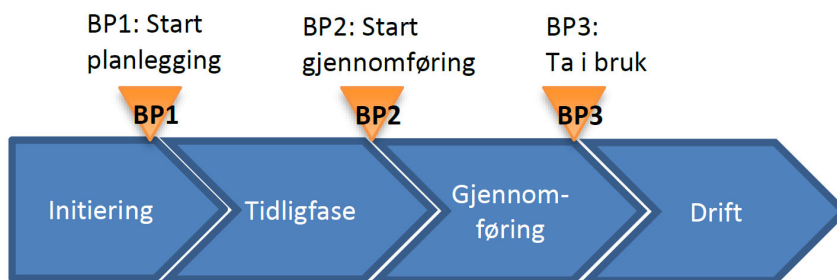 BP1: Start
planlegging
BP2: Start
gjennomføring
BP3:
Ta i bruk
BP1
BP2
BP3
Initiering
Tidligfase
Gjennom-
føring
Drift